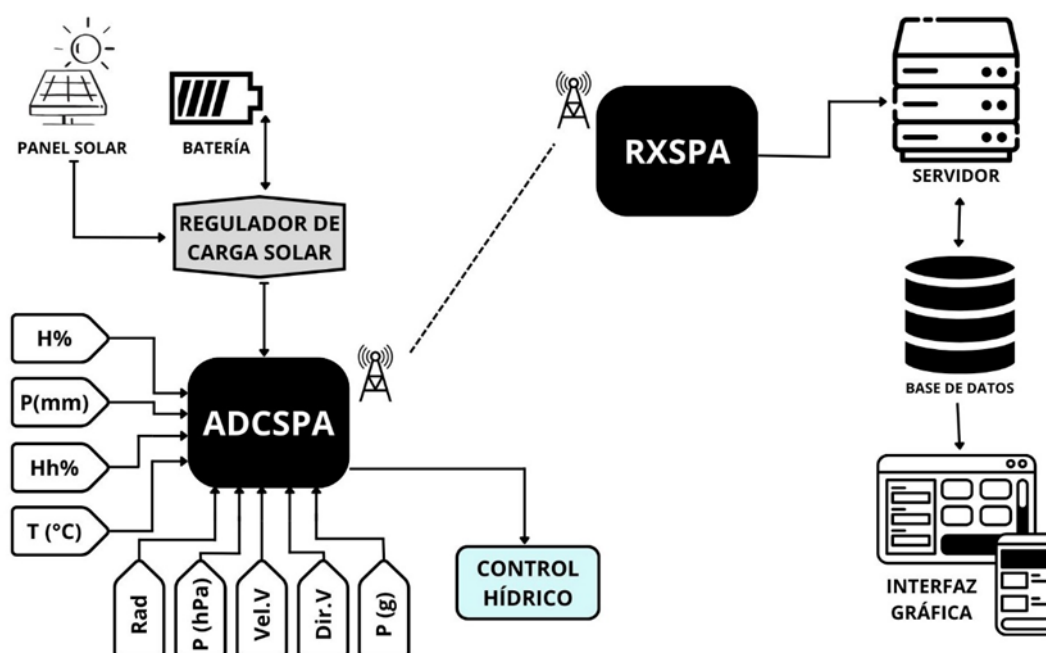 PANEL SOLAR
BATERÍA
REGULADOR DE
CARGA SOLAR
RXSPA
SERVIDOR
H%
P(mm)
Hh%
T (°C)
ADCSPA
BASE DE DATOS
Rad
P (hPa)
Vel.V
Dir.V
P (g)
CONTROL
HÍDRICO
INTERFAZ
GRÁFICA